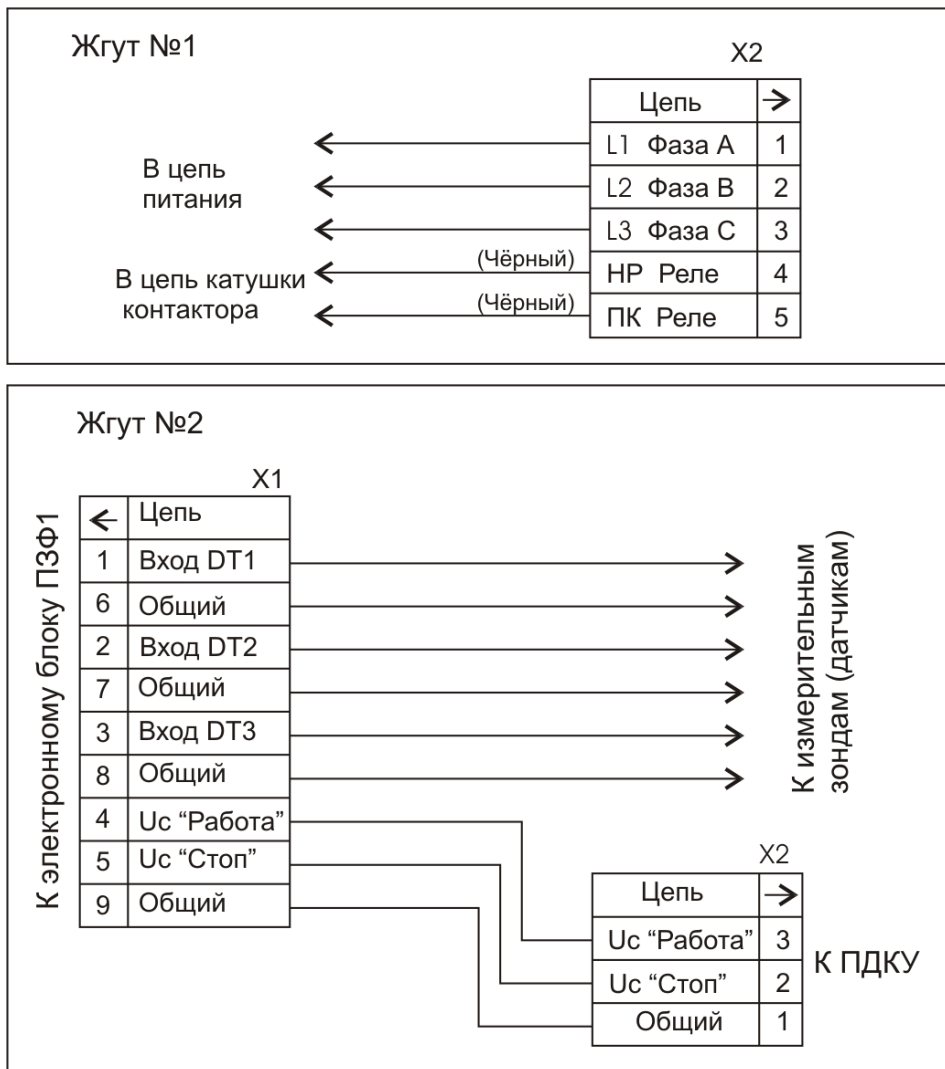 Жгут №1
X2
Цепь
L1 Фаза А 1
L2 Фаза В 2
L3 Фаза С 3
НР Реле 4
ПК Реле 5
В цепь
питания
(Чёрный)
(Чёрный)
В цепь катушки
контактора
Жгут №2
X1
Цепь
1 Вход DT1
6 Общий
2 Вход DT2
7 Общий
3 Вход DT3
8 Общий
4 Uc “Работа”
5 Uc “Стоп”
9 Общий
К электронному блоку ПЗФ1
К измерительным
зондам (датчикам)
X2
Цепь
Uc “Работа” 3
Uc “Стоп” 2
Общий 1
К ПДКУ